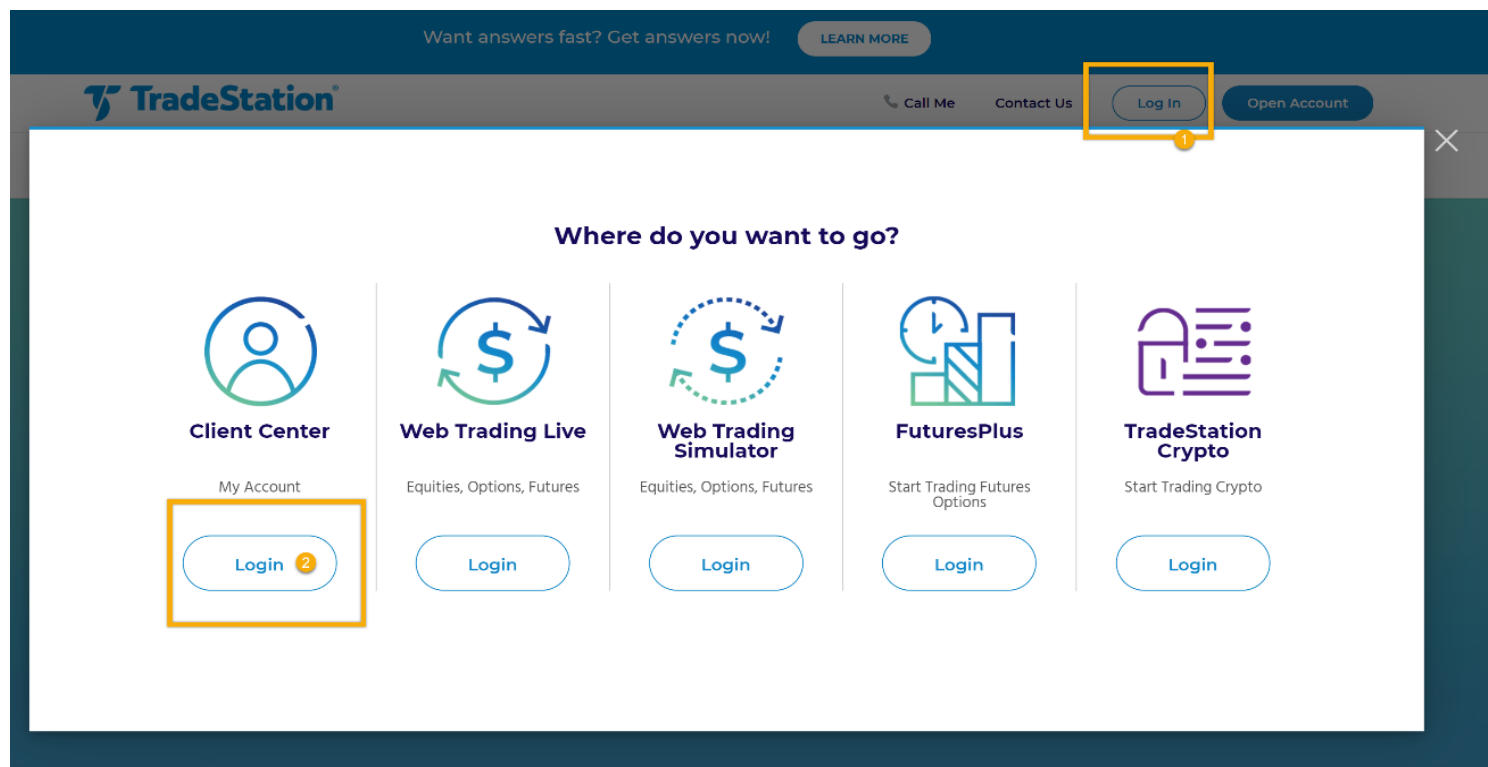 Want answers fast? Get answers now! LEARN MORE
TradeStation®
Call Me Contact Us Log In Open Account
1
Where do you want to go?
Client Center
My Account
Login 2
Web Trading Live
Equities, Options, Futures
Login
Web Trading
Simulator
Equities, Options, Futures
Login
FuturesPlus
Start Trading Futures
Options
Login
TradeStation
Crypto
Start Trading Crypto
Login